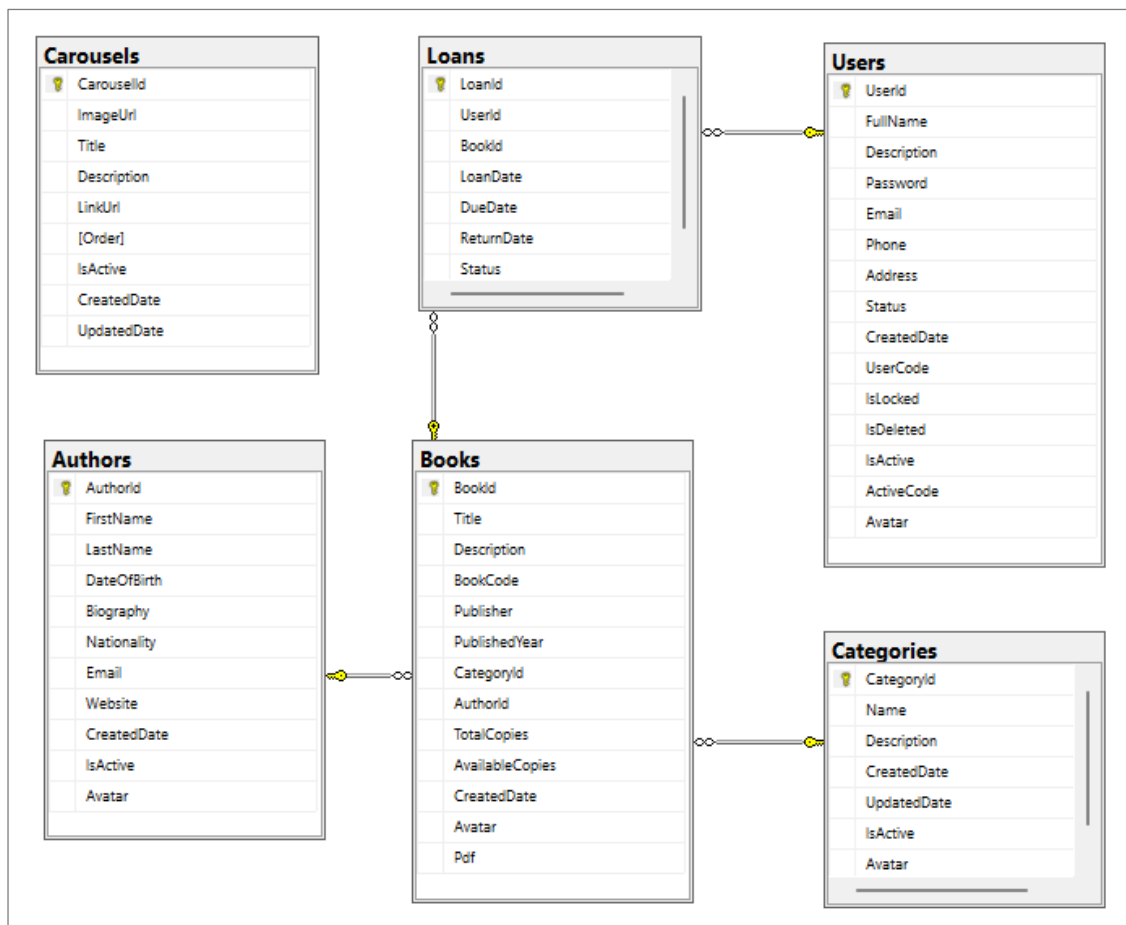 Carousels
CarouselId
ImageUrl
Title
Description
LinkUrl
[Order]
IsActive
CreatedDate
UpdatedDate
Loans
LoanId
UserId
BookId
LoanDate
DueDate
ReturnDate
Status
Users
UserId
FullName
Description
Password
Email
Phone
Address
Status
CreatedDate
UserCode
IsLocked
IsDeleted
IsActive
ActiveCode
Avatar
Authors
AuthorId
FirstName
LastName
DateOfBirth
Biography
Nationality
Email
Website
CreatedDate
IsActive
Avatar
Books
BookId
Title
Description
BookCode
Publisher
PublishedYear
CategoryId
AuthorId
TotalCopies
AvailableCopies
CreatedDate
Avatar
Pdf
Categories
CategoryId
Name
Description
CreatedDate
UpdatedDate
IsActive
Avatar